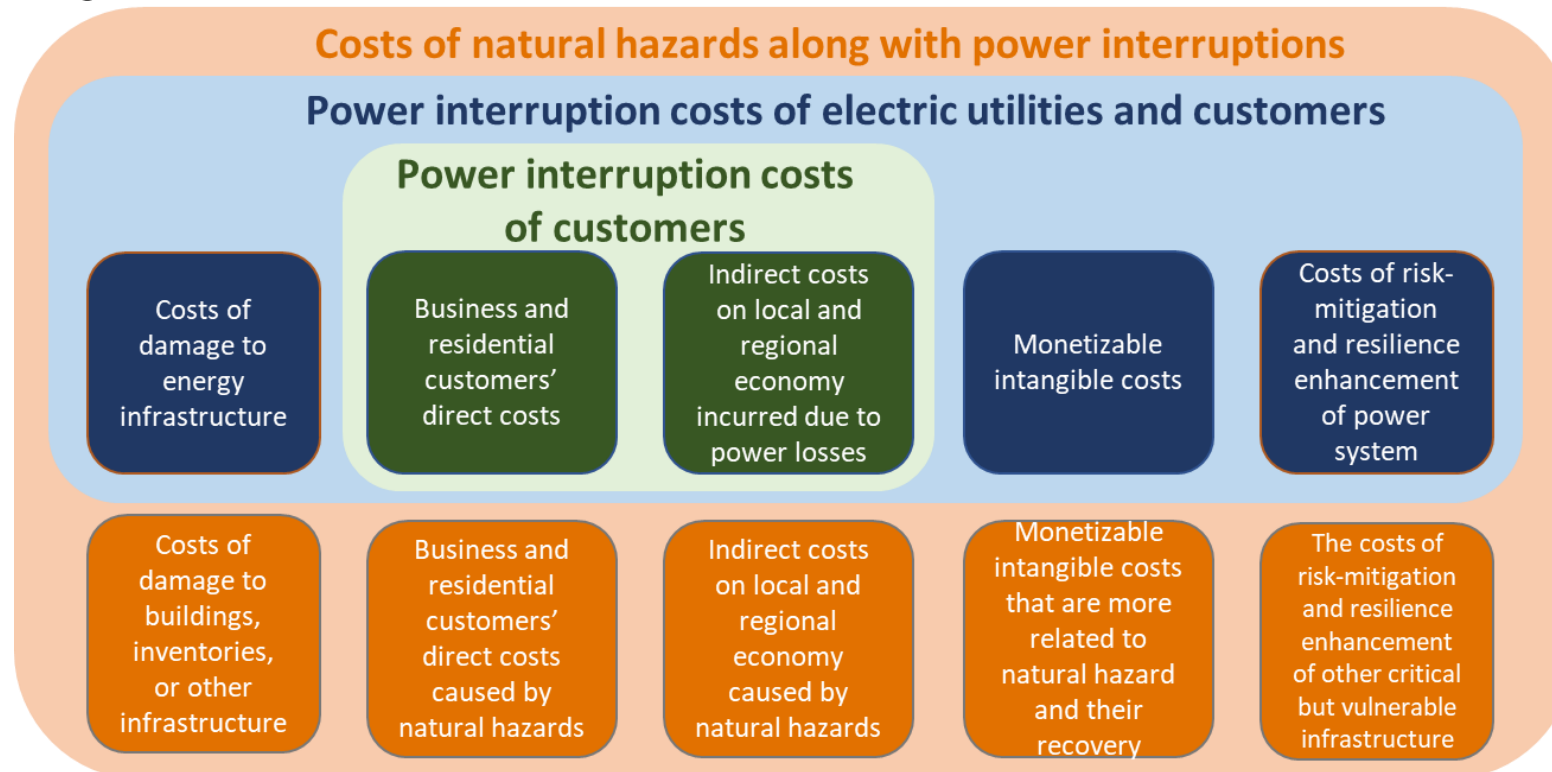 Costs of natural hazards along with power interruptions
Power interruption costs of electric utilities and customers
Power interruption costs
of customers
Costs of
damage to
energy
infrastructure
Business and
residential
customers’
direct costs
Indirect costs
on local and
regional
economy
incurred due to
power losses
Monetizable
intangible costs
Costs of risk-
mitigation
and resilience
enhancement
of power
system
Costs of
damage to
buildings,
inventories,
or other
infrastructure
Business and
residential
customers’
direct costs
caused by
natural hazards
Indirect costs
on local and
regional
economy
caused by
natural hazards
Monetizable
intangible costs
that are more
related to
natural hazard
and their
recovery
The costs of
risk-mitigation
and resilience
enhancement
of other critical
but vulnerable
infrastructure